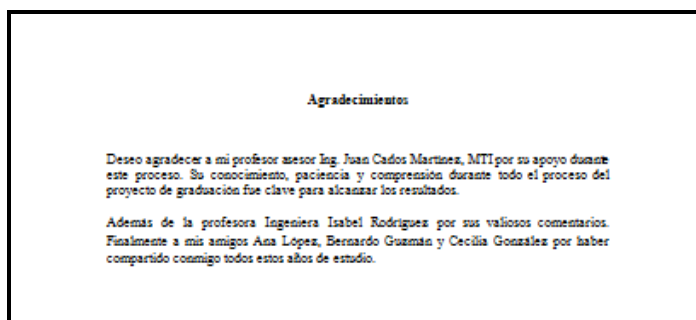 Agradecimientos
Deseo agradecer a mi profesor asesor Ing. Juan Carlos Martinez, MTI por su apoyo durante
este proceso. Su conocimiento, paciencia y comprensión durante todo el proceso del
proyecto de graduación fue clave para alcanzar los resultados.
Además de la profesora Ingeniera Isabel Rodríguez por sus valiosos comentarios.
Finalmente a mis amigos Ana López, Bernardo Guzmán y Cecilia González por haber
compartido conmigo todos estos años de estudio.